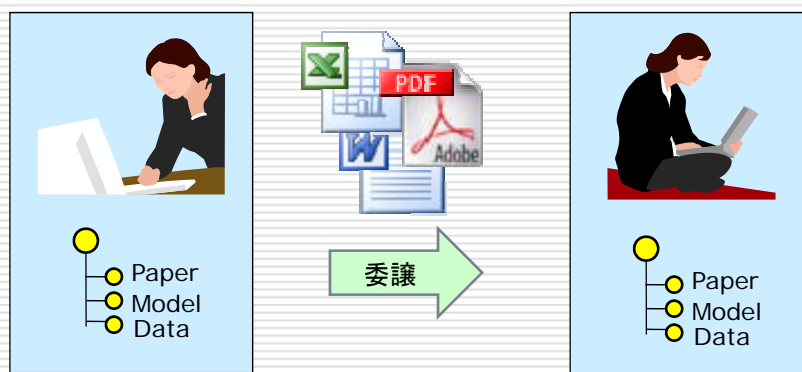 PDF
Adobe
W
委譲
Paper
Model
Data
Paper
Model
Data